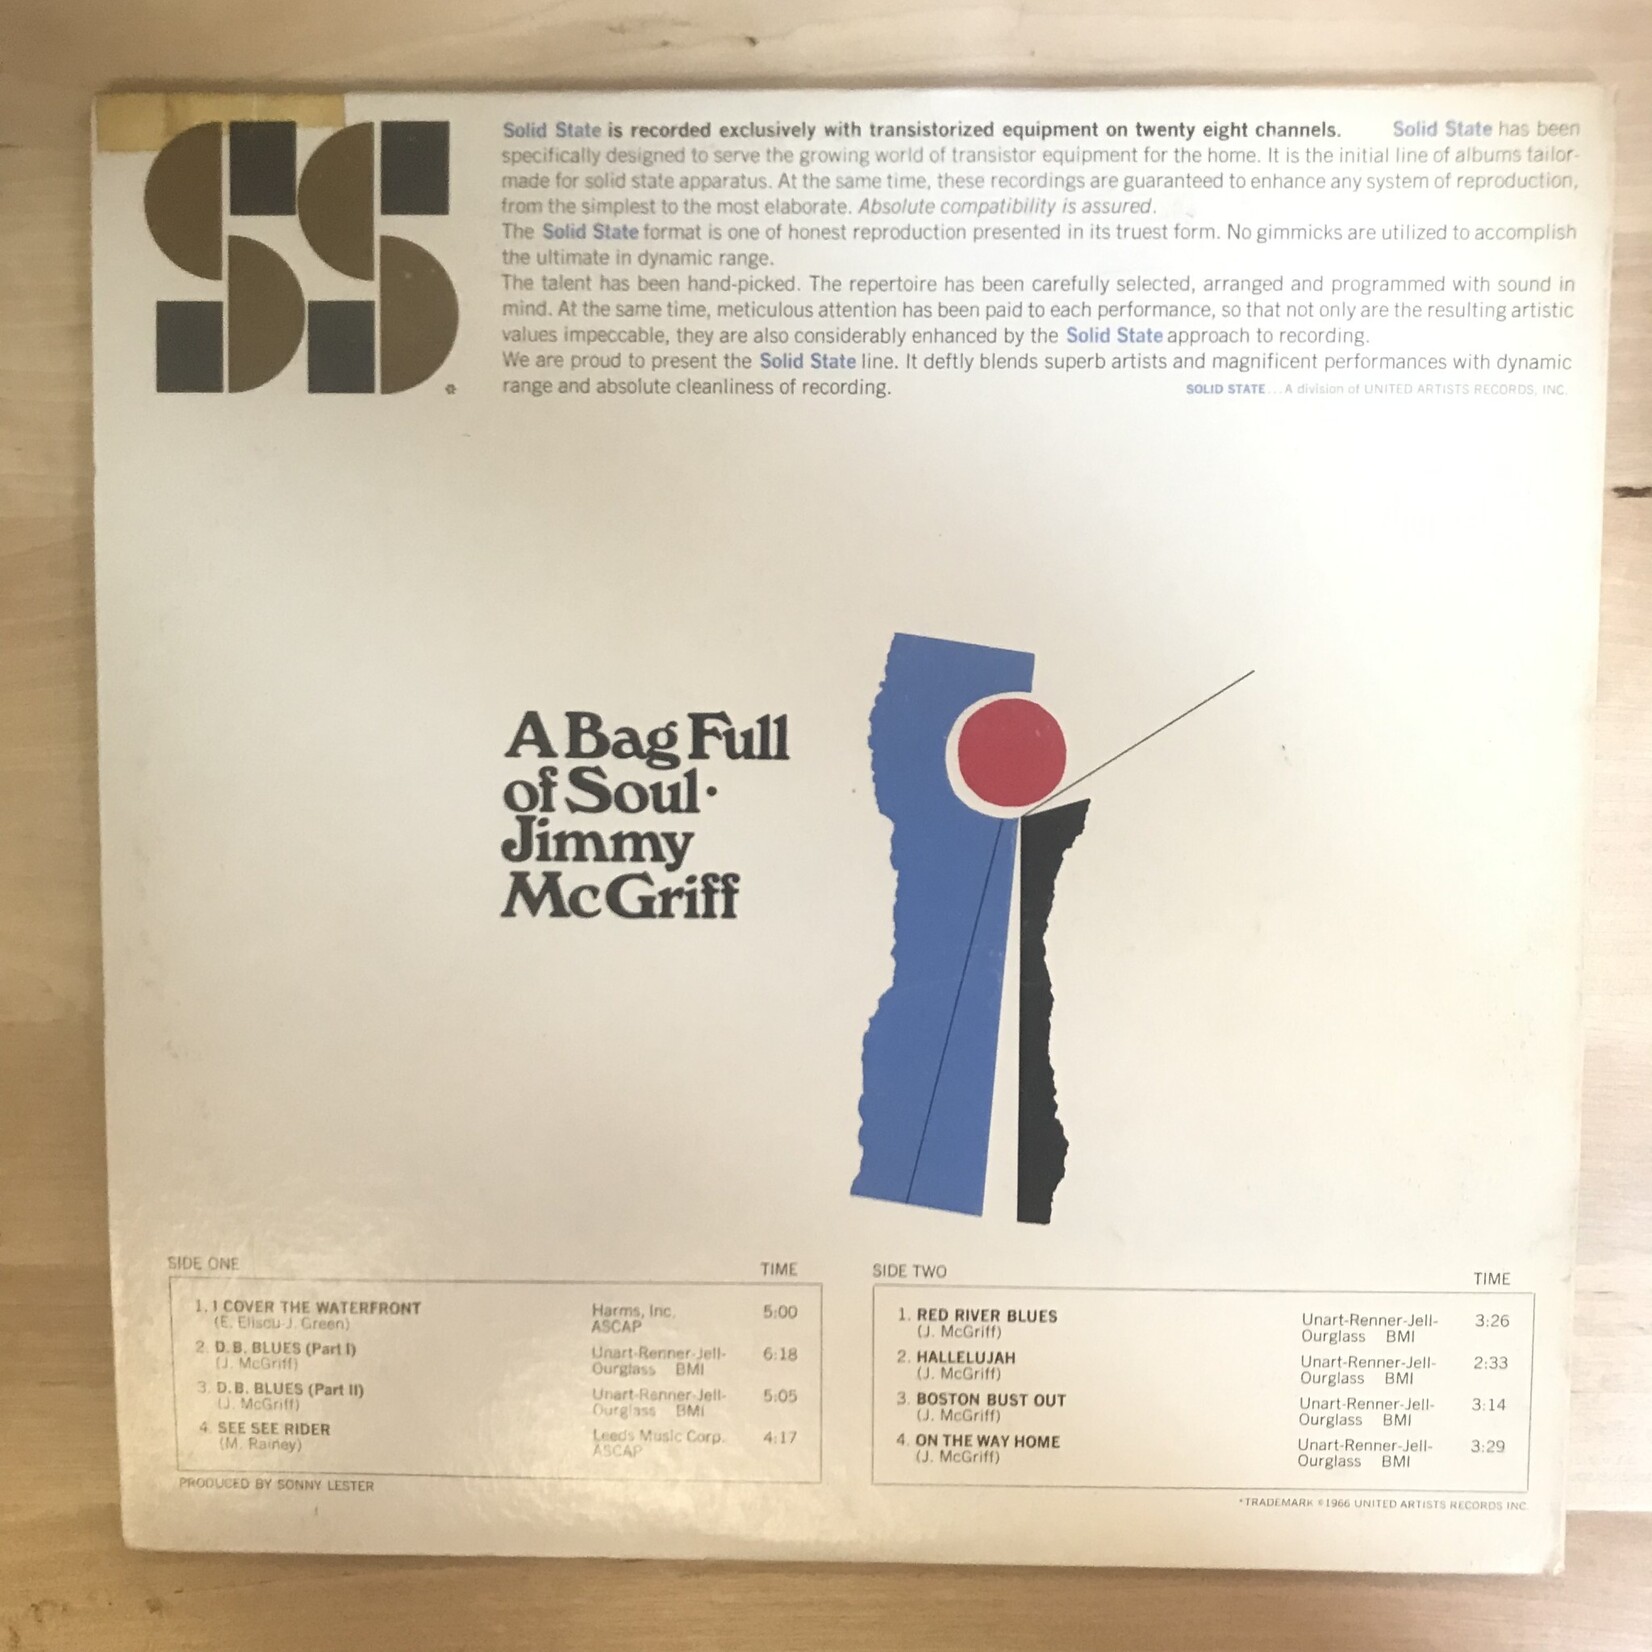 SS
Solid State is recorded exclusively with transistorized equipment on twenty eight channels. Solid State has been
specifically designed to serve the growing world of transistor equipment for the home. It is the initial line of albums tailor-
made for solid state apparatus. At the same time, these recordings are guaranteed to enhance any system of reproduction,
from the simplest to the most elaborate. Absolute compatibility is assured.
The Solid State format is one of honest reproduction presented in its truest form. No gimmicks are utilized to accomplish
the ultimate in dynamic range.
The talent has been hand-picked. The repertoire has been carefully selected, arranged and programmed with sound in
mind. At the same time, meticulous attention has been paid to each performance, so that not only are the resulting artistic
values impeccable, they are also considerably enhanced by the Solid State approach to recording.
We are proud to present the Solid State line. It deftly blends superb artists and magnificent performances with dynamic
range and absolute cleanliness of recording.
SOLID STATE...A division of UNITED ARTISTS RECORDS, INC.
A Bag Full
of Soul·
Jimmy
McGriff
SIDE ONE TIME
1. I COVER THE WATERFRONT Harms, Inc. 5:00
(E. Eliscu-J. Green) ASCAP
2. D.B. BLUES (Part I) Unart-Renner-Jell- 6:18
(J. McGriff) Ourglass BMI
3. D.B. BLUES (Part II) Unart-Renner-Jell- 5:05
(J. McGriff) Ourglass BMI
4. SEE SEE RIDER Leeds Music Corp. 4:17
(M. Rainey) ASCAP
PRODUCED BY SONNY LESTER
SIDE TWO TIME
1. RED RIVER BLUES Unart-Renner-Jell- 3:26
(J. McGriff) Ourglass BMI
2. HALLELUJAH Unart-Renner-Jell- 2:33
(J. McGriff) Ourglass BMI
3. BOSTON BUST OUT Unart-Renner-Jell- 3:14
(J. McGriff) Ourglass BMI
4. ON THE WAY HOME Unart-Renner-Jell- 3:29
(J. McGriff) Ourglass BMI
*TRADEMARK ©1966 UNITED ARTISTS RECORDS INC.